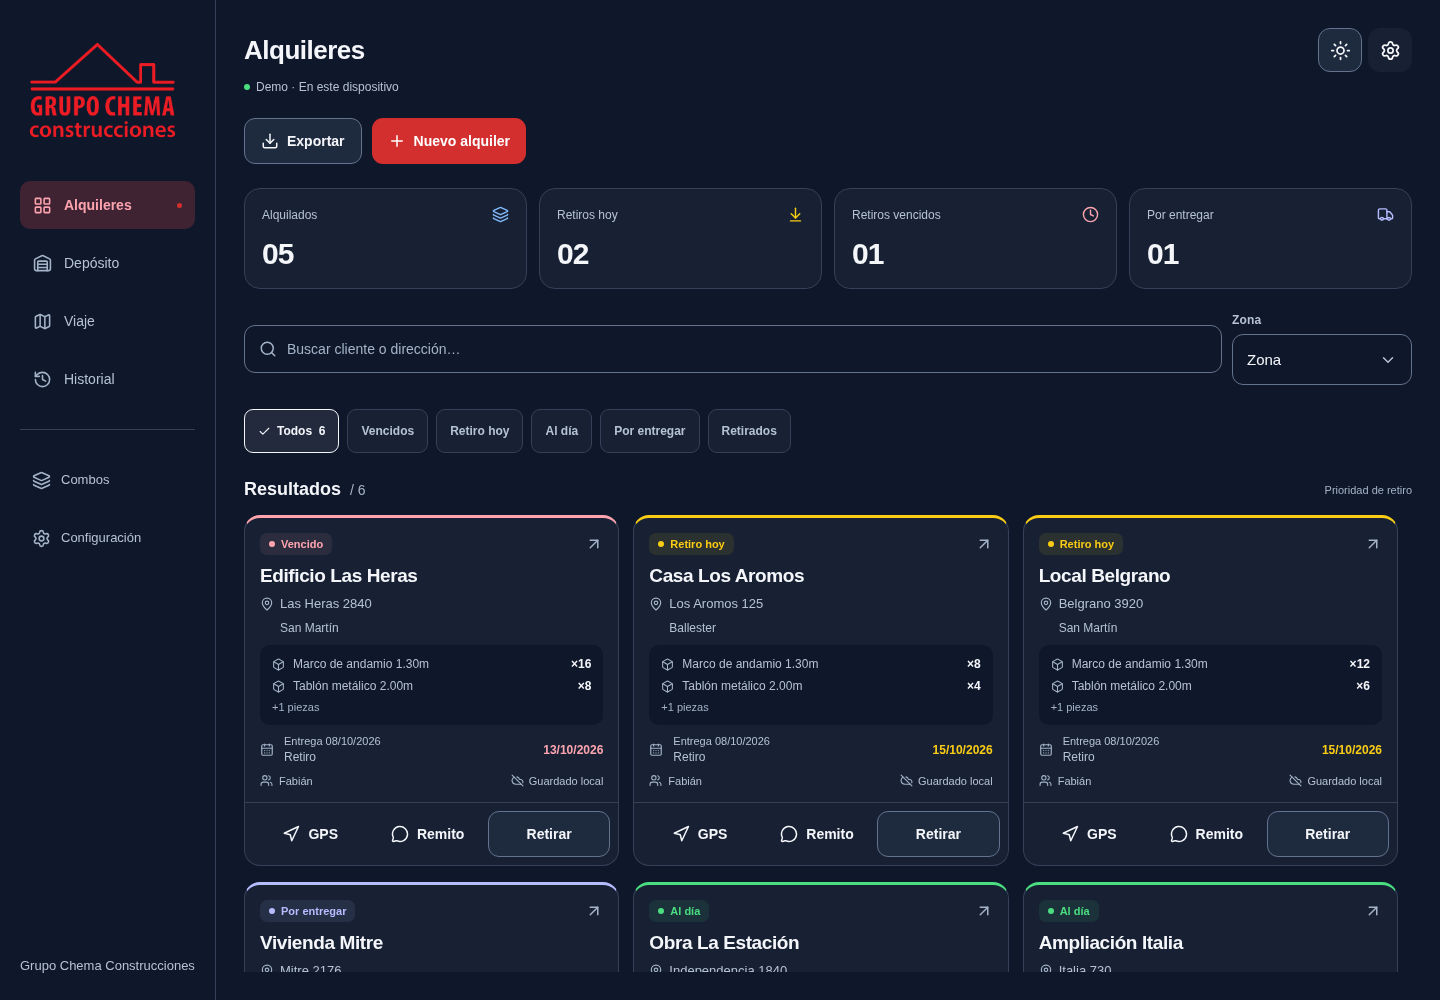 GRUPO CHEMA
construcciones
Alquileres
Depósito
Viaje
Historial
Combos
Configuración
Grupo Chema Construcciones
Alquileres
Demo · En este dispositivo
Exportar
Nuevo alquiler
Alquilados
05
Retiros hoy
02
Retiros vencidos
01
Por entregar
01
Buscar cliente o dirección…
Zona
Zona
Todos 6
Vencidos
Retiro hoy
Al día
Por entregar
Retirados
Resultados / 6
Prioridad de retiro
Vencido
Edificio Las Heras
Las Heras 2840
San Martín
Marco de andamio 1.30m ×16
Tablón metálico 2.00m ×8
+1 piezas
Entrega 08/10/2026
Retiro 13/10/2026
Fabián Guardado local
GPS Remito Retirar
Retiro hoy
Casa Los Aromos
Los Aromos 125
Ballester
Marco de andamio 1.30m ×8
Tablón metálico 2.00m ×4
+1 piezas
Entrega 08/10/2026
Retiro 15/10/2026
Fabián Guardado local
GPS Remito Retirar
Retiro hoy
Local Belgrano
Belgrano 3920
San Martín
Marco de andamio 1.30m ×12
Tablón metálico 2.00m ×6
+1 piezas
Entrega 08/10/2026
Retiro 15/10/2026
Fabián Guardado local
GPS Remito Retirar
Por entregar
Vivienda Mitre
Mitre 2176
Al día
Obra La Estación
Independencia 1840
Al día
Ampliación Italia
Italia 730